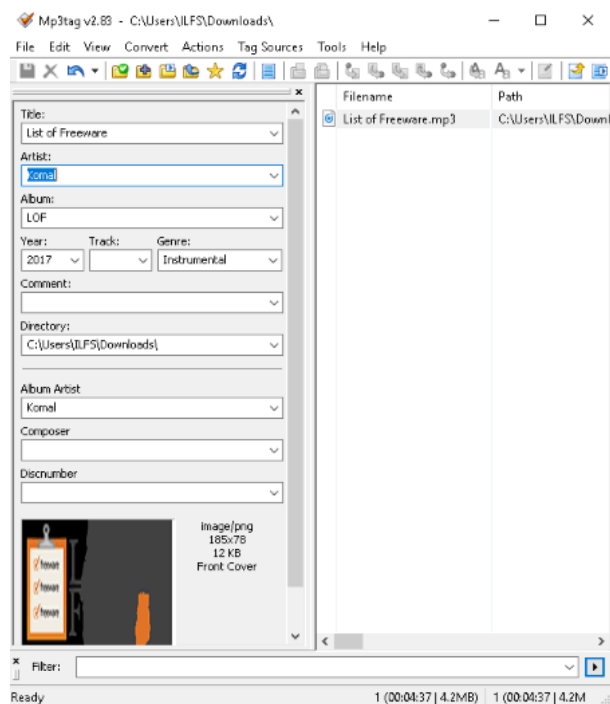 Mp3tag v2.83 - C:\Users\ILFS\Downloads\
File Edit View Convert Actions Tag Sources Tools Help
Title:
List of Freeware
Artist:
Komal
Album:
LOF
Year: Track: Genre:
2017 Instrumental
Comment:
Directory:
C:\Users\ILFS\Downloads\
Album Artist
Komal
Composer
Discnumber
image/png
185x78
12 KB
Front Cover
Filename Path
List of Freeware.mp3 C:\Users\ILFS\Downl
Filter:
Ready 1 (00:04:37 | 4.2MB) 1 (00:04:37 | 4.2M